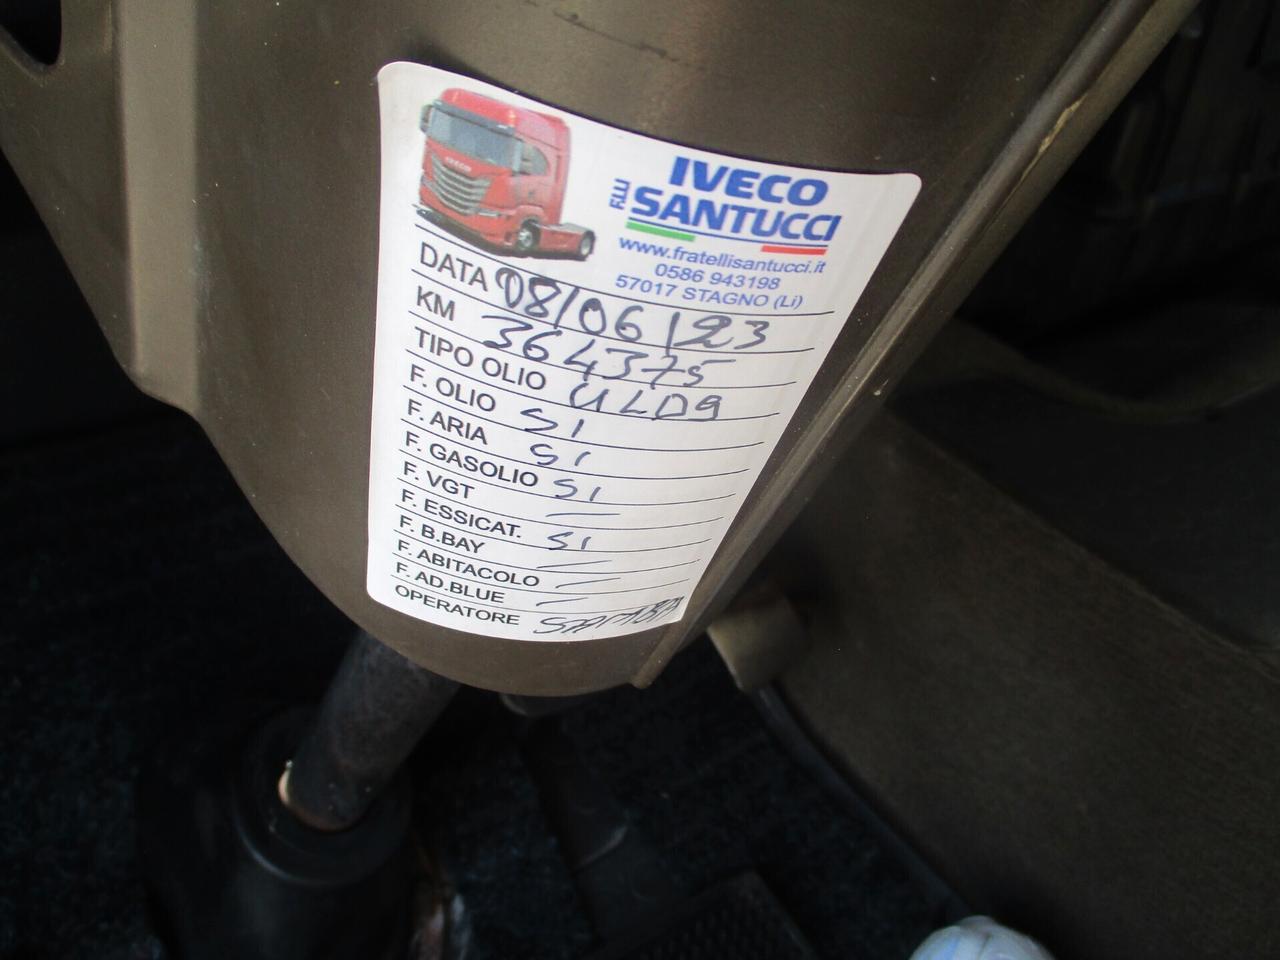 IVECO
F.LLI SANTUCCI
www.fratellisantucci.it
0586 943198
57017 STAGNO (Li)
DATA 08/06/23
KM 364375
TIPO OLIO ULD9
F. OLIO SI
F. ARIA SI
F. GASOLIO SI
F. VGT —
F. ESSICAT. SI
F. B.BAY —
F. ABITACOLO —
F. AD.BLUE —
OPERATORE